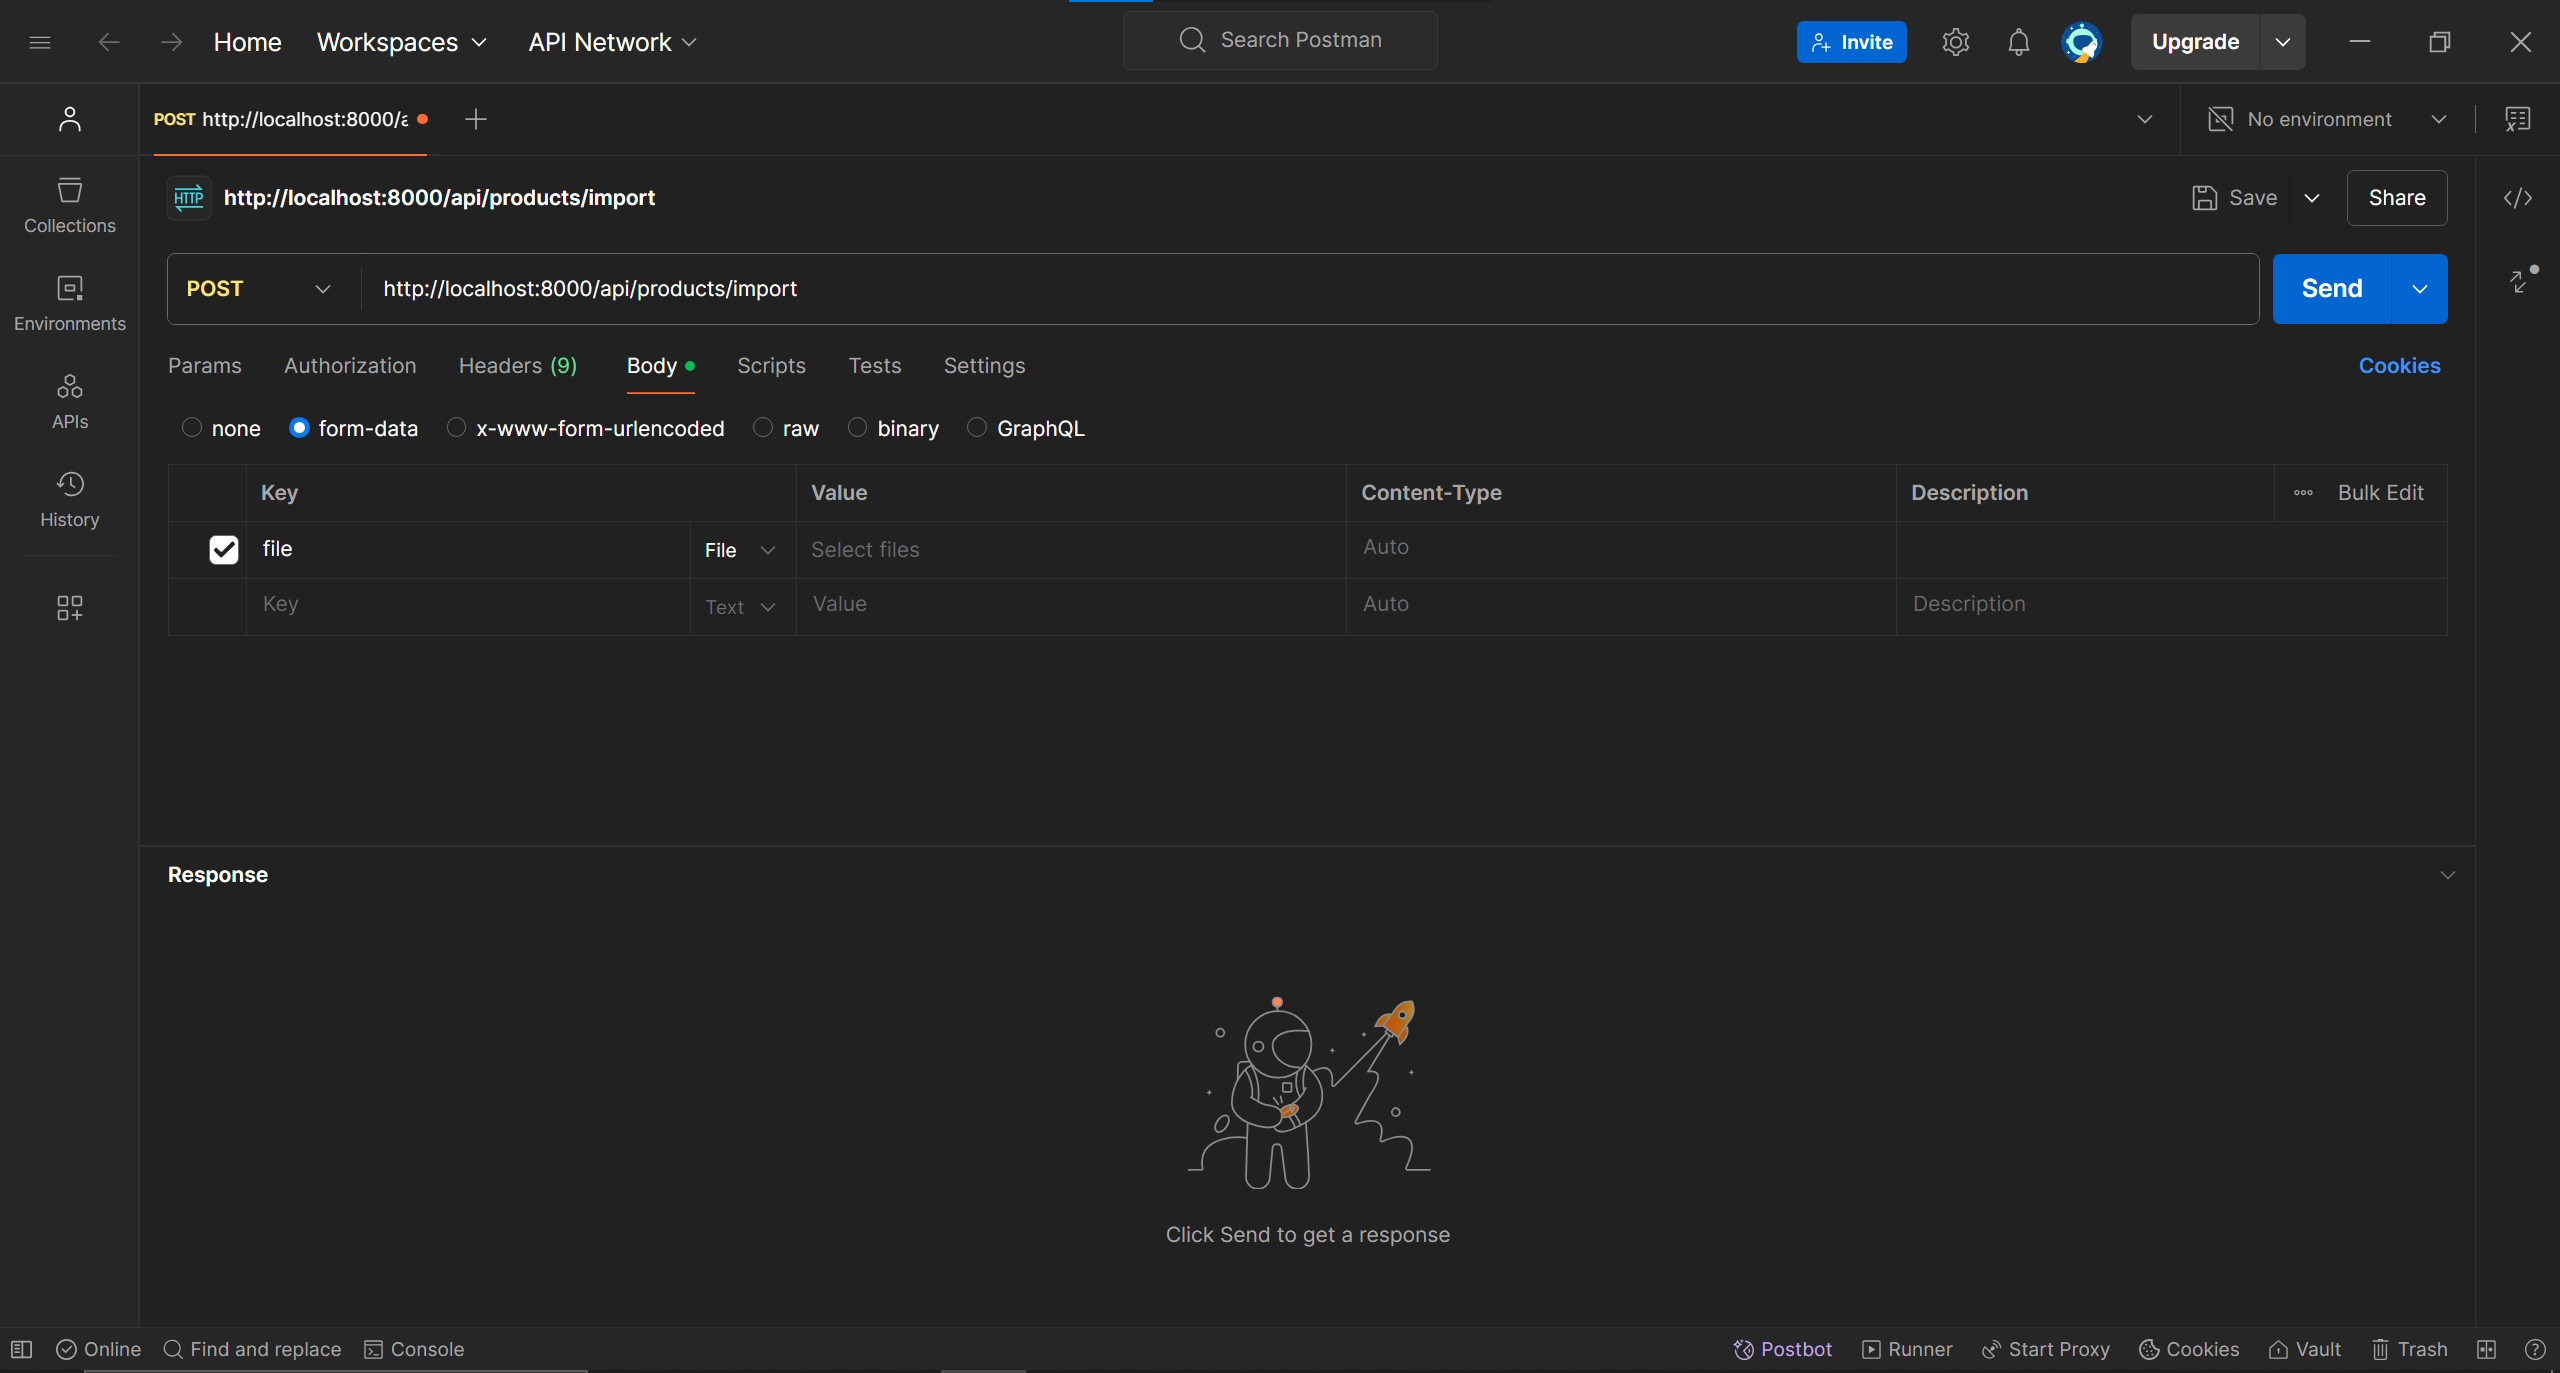 Home Workspaces API Network Search Postman Invite Upgrade
POST http://localhost:8000/a No environment
Collections
Environments
APIs
History
HTTP http://localhost:8000/api/products/import Save Share
POST http://localhost:8000/api/products/import Send
Params Authorization Headers (9) Body Scripts Tests Settings Cookies
none form-data x-www-form-urlencoded raw binary GraphQL
Key Value Content-Type Description Bulk Edit
file File Select files Auto
Key Text Value Auto Description
Response
Click Send to get a response
Online Find and replace Console Postbot Runner Start Proxy Cookies Vault Trash